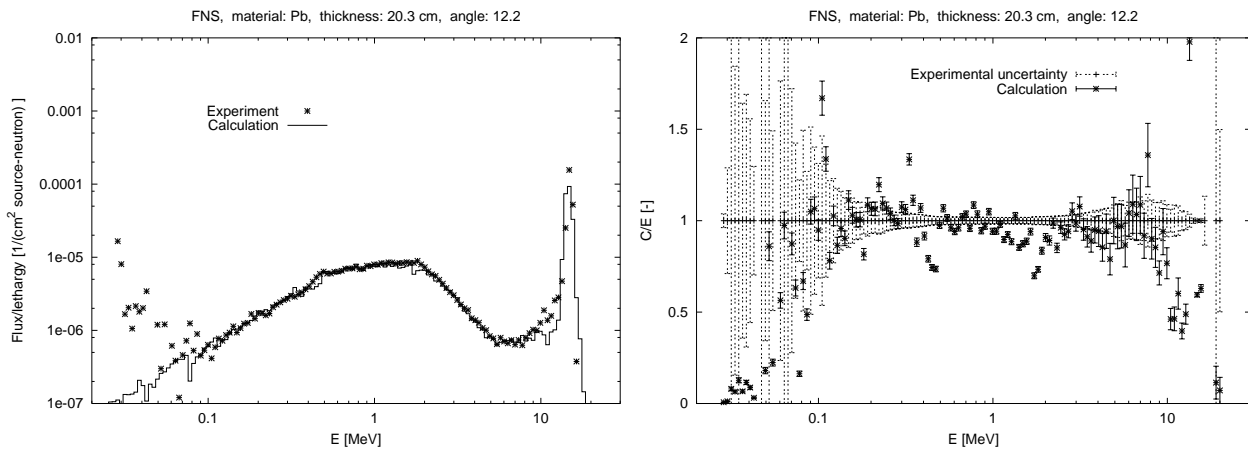 FNS, material: Pb, thickness: 20.3 cm, angle: 12.2
0.01
0.001
0.0001
1e-05
1e-06
1e-07
Flux/lethargy [1/(cm^2 source-neutron) ]
Experiment
Calculation
0.1
1
10
E [MeV]
FNS, material: Pb, thickness: 20.3 cm, angle: 12.2
2
1.5
1
0.5
0
C/E [-]
Experimental uncertainty
Calculation
0.1
1
10
E [MeV]